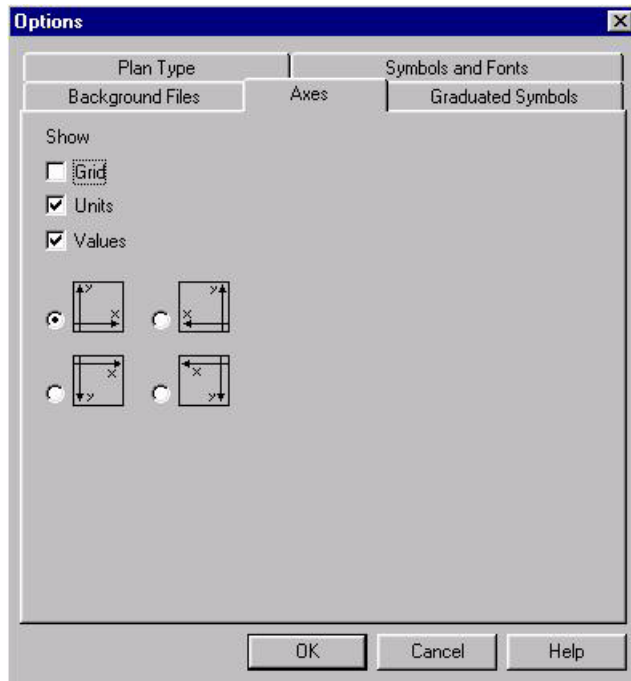 Options
Plan Type Symbols and Fonts
Background Files Axes Graduated Symbols
Show
Grid
Units
Values
y x y x
x y x y
OK Cancel Help